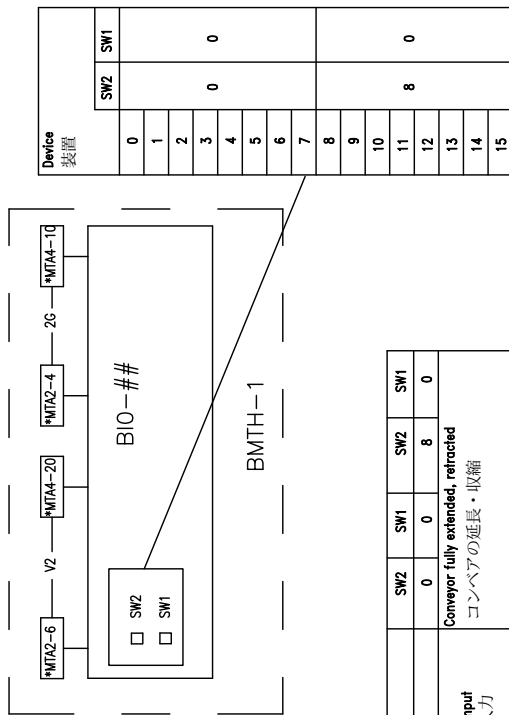 *MTA2-6
V2
*MTA4-20
*MTA2-4
2G
*MTA4-10
BIO-##
SW2
SW1
BMTH-1
Device
装置
SW2 SW1
0
1
2
3 0 0
4
5
6
7
8
9
10
11 8 0
12
13
14
15
SW2 SW1 SW2 SW1
0 0 8 0
Conveyor fully extended, retracted
コンベアの延長・収縮